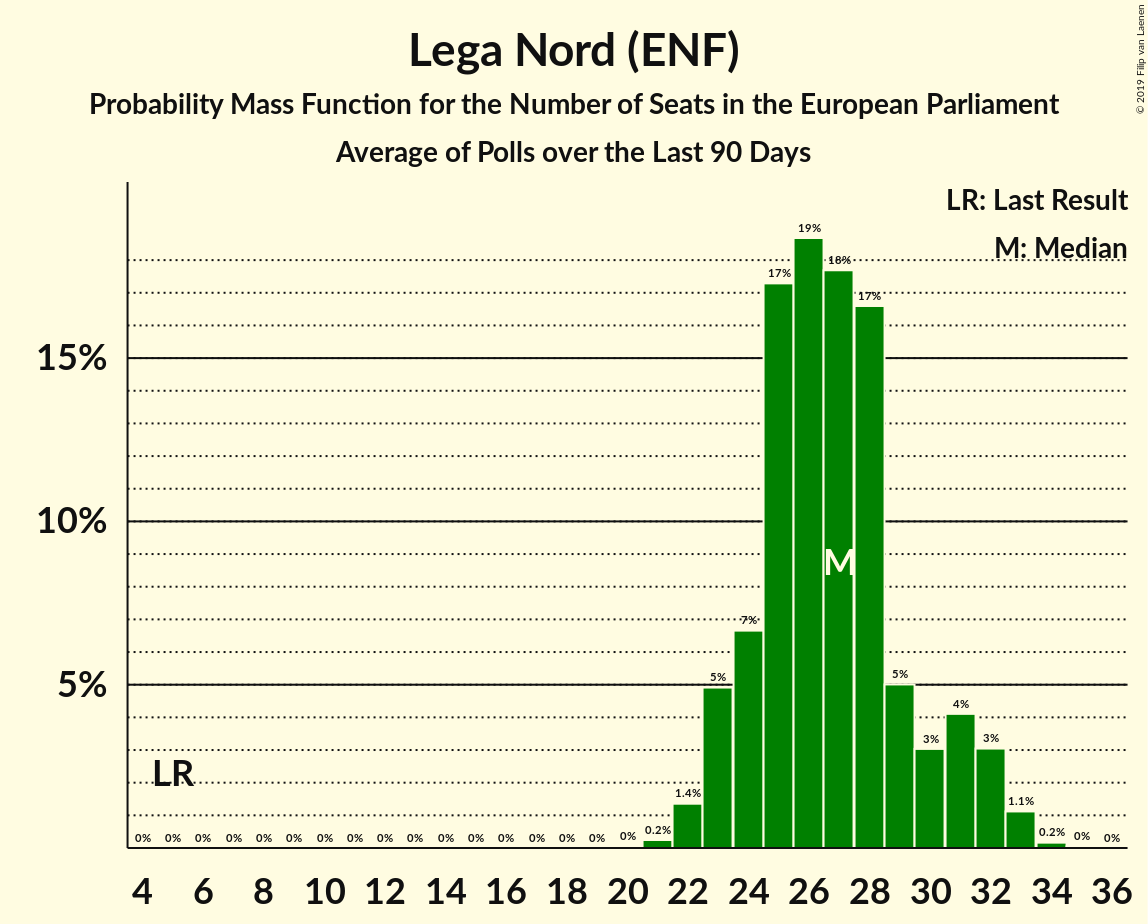 Lega Nord (ENF)
Probability Mass Function for the Number of Seats in the European Parliament
Average of Polls over the Last 90 Days
© 2019 Filip van Laenen
LR: Last Result
M: Median
15%
10%
5%
0% 0% 0% 0% 0% 0% 0% 0% 0% 0% 0% 0% 0% 0% 0% 0% 0% 0.2% 1.4% 5% 7% 17% 19% 18% 17% 5% 3% 4% 3% 1.1% 0.2% 0% 0%
LR
M
4 6 8 10 12 14 16 18 20 22 24 26 28 30 32 34 36